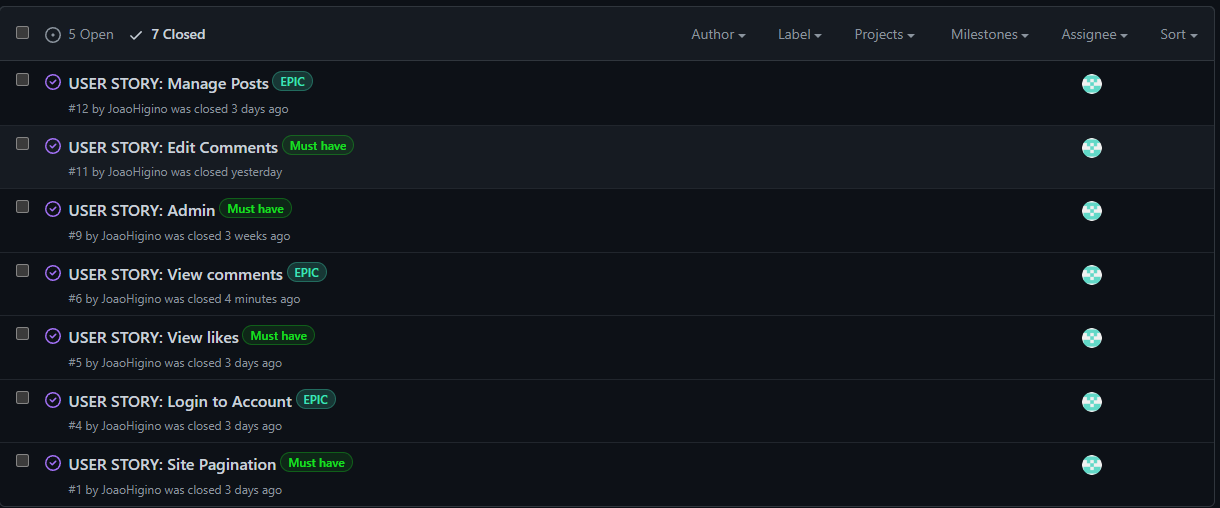 5 Open 7 Closed Author Label Projects Milestones Assignee Sort
USER STORY: Manage Posts EPIC
#12 by JoaoHigino was closed 3 days ago
USER STORY: Edit Comments Must have
#11 by JoaoHigino was closed yesterday
USER STORY: Admin Must have
#9 by JoaoHigino was closed 3 weeks ago
USER STORY: View comments EPIC
#6 by JoaoHigino was closed 4 minutes ago
USER STORY: View likes Must have
#5 by JoaoHigino was closed 3 days ago
USER STORY: Login to Account EPIC
#4 by JoaoHigino was closed 3 days ago
USER STORY: Site Pagination Must have
#1 by JoaoHigino was closed 3 days ago